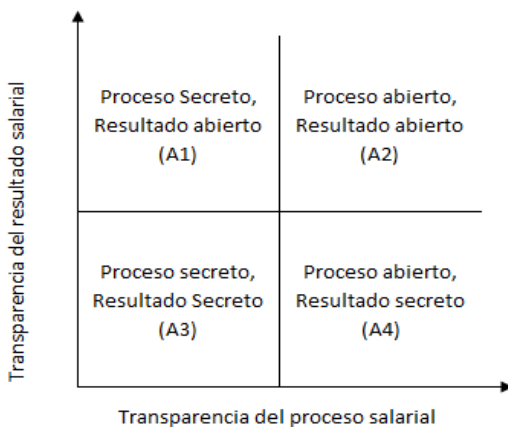 Transparencia del resultado salarial
Proceso Secreto,
Resultado abierto
(A1)
Proceso abierto,
Resultado abierto
(A2)
Proceso secreto,
Resultado Secreto
(A3)
Proceso abierto,
Resultado secreto
(A4)
Transparencia del proceso salarial